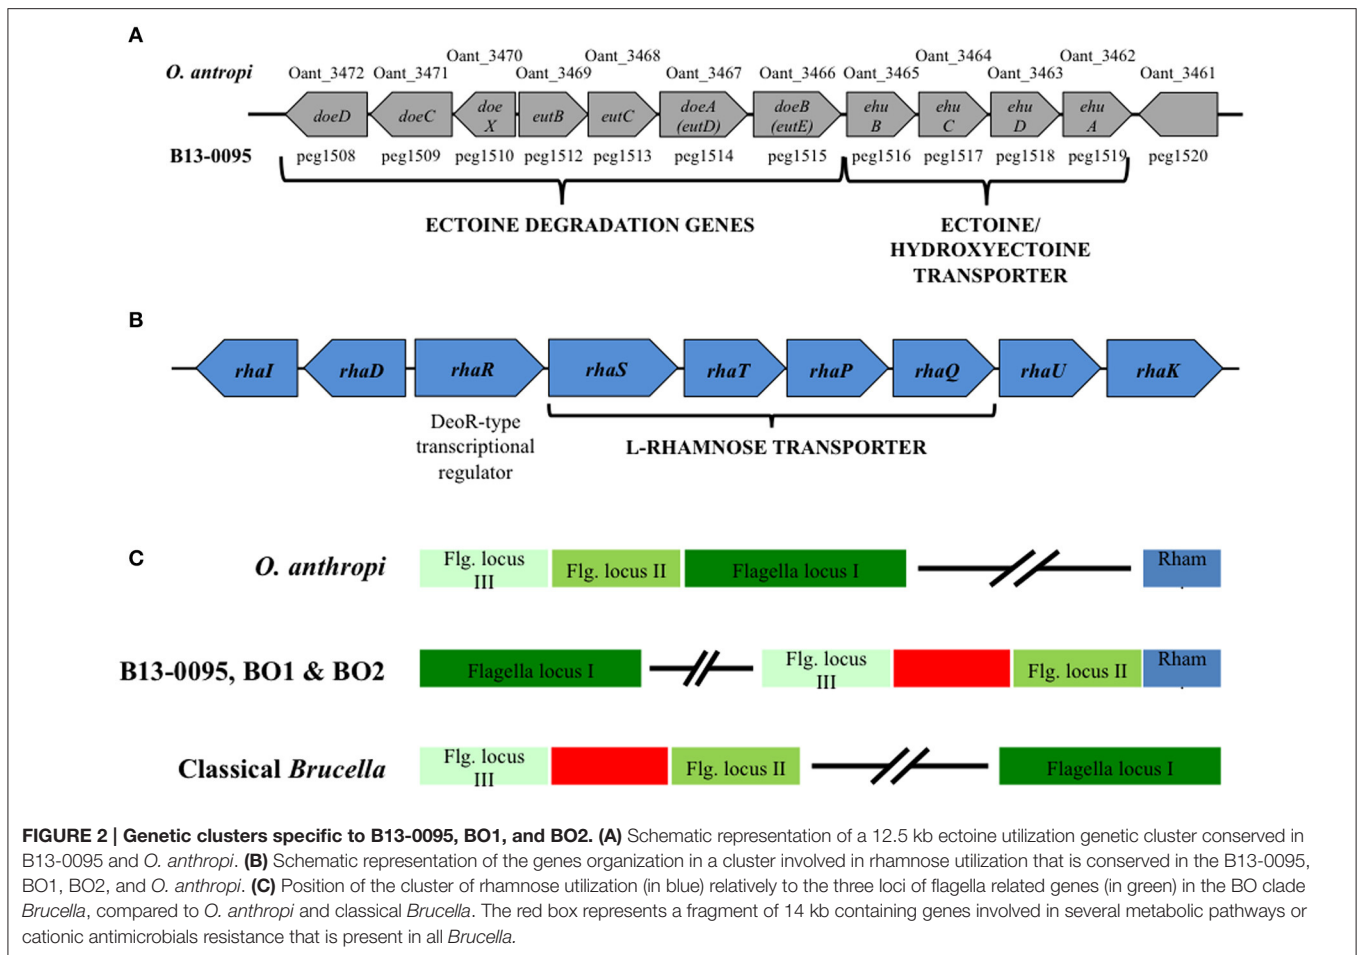 A
Oant_3470 Oant_3468 Oant_3464 Oant_3462
O. antropi Oant_3472 Oant_3471 Oant_3469 Oant_3467 Oant_3466 Oant_3465 Oant_3463 Oant_3461
doeD doeC doe X eutB eutC doeA (eutD) doeB (eutE) ehu B ehu C ehu D ehu A
B13-0095 peg1508 peg1509 peg1510 peg1512 peg1513 peg1514 peg1515 peg1516 peg1517 peg1518 peg1519 peg1520
ECTOINE DEGRADATION GENES
ECTOINE/
HYDROXYECTOINE
TRANSPORTER
B
rhaI rhaD rhaR rhaS rhaT rhaP rhaQ rhaU rhaK
DeoR-type
transcriptional
regulator
L-RHAMNOSE TRANSPORTER
C
O. anthropi Flg. locus III Flg. locus II Flagella locus I Rham.
B13-0095, BO1 & BO2 Flagella locus I Flg. locus III Flg. locus II Rham.
Classical Brucella Flg. locus III Flg. locus II Flagella locus I
FIGURE 2 | Genetic clusters specific to B13-0095, BO1, and BO2. (A) Schematic representation of a 12.5 kb ectoine utilization genetic cluster conserved in
B13-0095 and O. anthropi. (B) Schematic representation of the genes organization in a cluster involved in rhamnose utilization that is conserved in the B13-0095,
BO1, BO2, and O. anthropi. (C) Position of the cluster of rhamnose utilization (in blue) relatively to the three loci of flagella related genes (in green) in the BO clade
Brucella, compared to O. anthropi and classical Brucella. The red box represents a fragment of 14 kb containing genes involved in several metabolic pathways or
cationic antimicrobials resistance that is present in all Brucella.